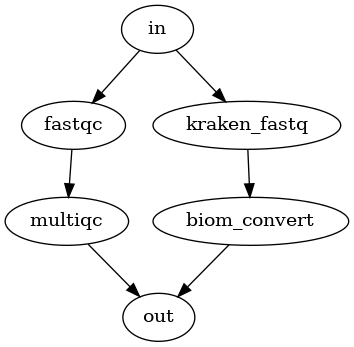 in
fastqc
kraken_fastq
multiqc
biom_convert
out